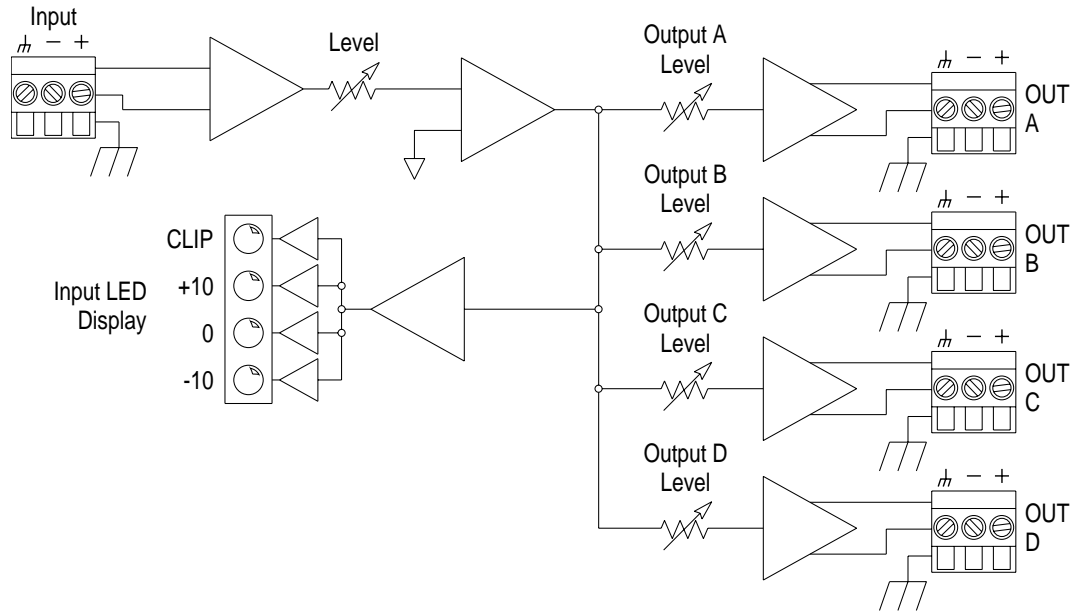 Input
− +
Level
Output A
Level
− +
OUT
A
Output B
Level
− +
OUT
B
CLIP
+10
0
-10
Input LED
Display
Output C
Level
− +
OUT
C
Output D
Level
− +
OUT
D